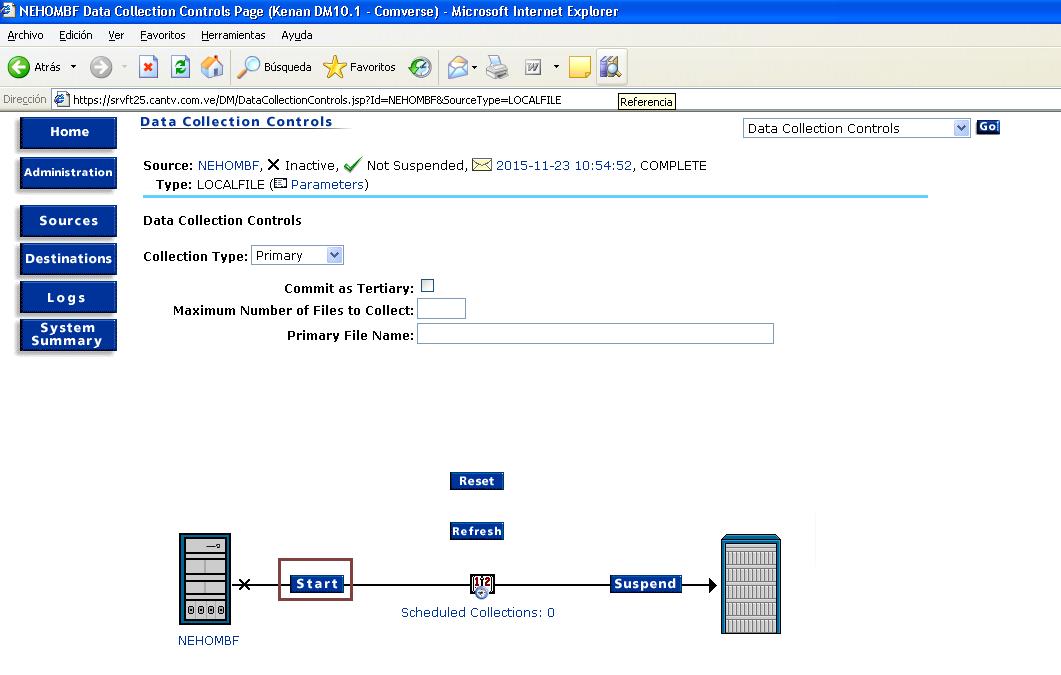 NEHOMBF Data Collection Controls Page (Kenan DM10.1 - Comverse) - Microsoft Internet Explorer
Archivo Edición Ver Favoritos Herramientas Ayuda
Atrás Búsqueda Favoritos
Dirección https://srvft25.cantv.com.ve/DM/DataCollectionControls.jsp?Id=NEHOMBF&SourceType=LOCALFILE
Referencia
Home
Administration
Sources
Destinations
Logs
System
Summary
Data Collection Controls
Data Collection Controls Go!
Source: NEHOMBF, Inactive, Not Suspended, 2015-11-23 10:54:52, COMPLETE
Type: LOCALFILE ( Parameters)
Data Collection Controls
Collection Type: Primary
Commit as Tertiary:
Maximum Number of Files to Collect:
Primary File Name:
Reset
Refresh
Start
Suspend
Scheduled Collections: 0
NEHOMBF